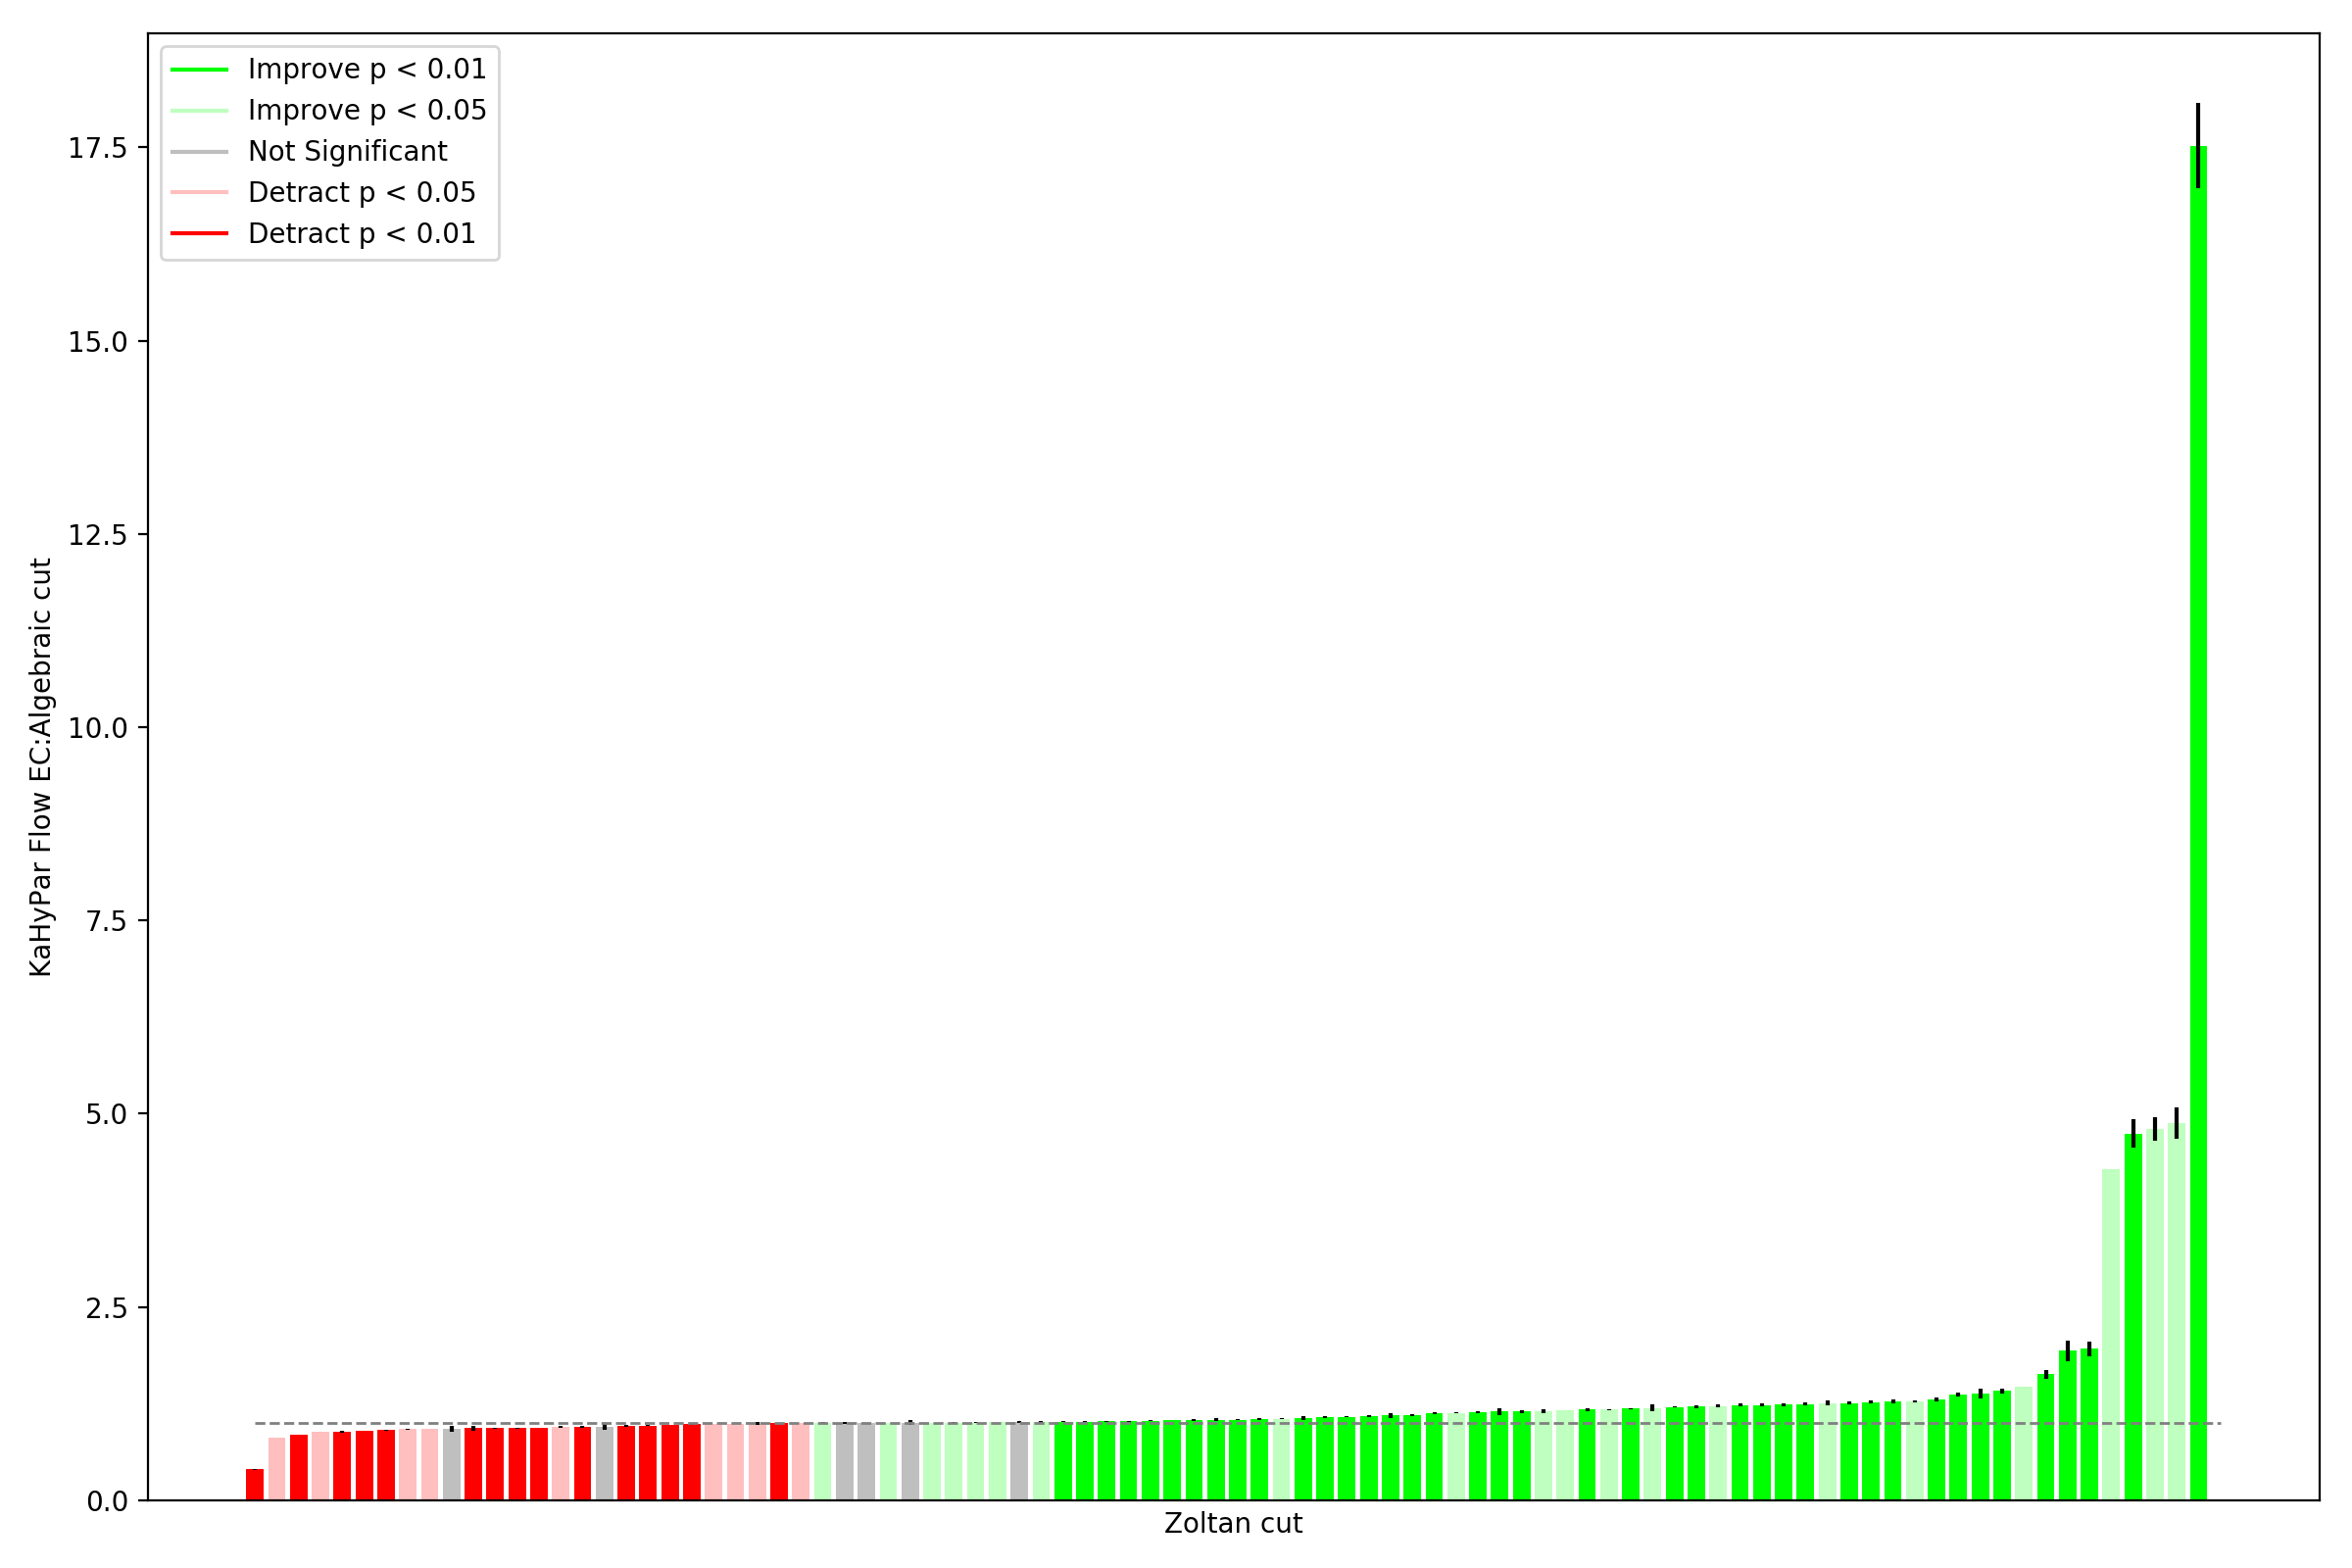 Improve p < 0.01
Improve p < 0.05
Not Significant
Detract p < 0.05
Detract p < 0.01
17.5
15.0
12.5
10.0
7.5
5.0
2.5
0.0
KaHyPar Flow EC:Algebraic cut
Zoltan cut